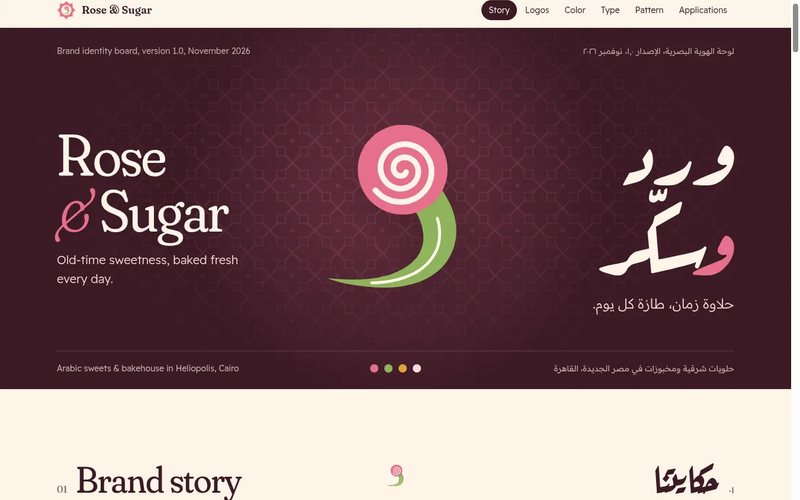 Rose & Sugar
Story Logos Color Type Pattern Applications
Brand identity board, version 1.0, November 2026
لوحة الهوية البصرية، الإصدار ١٫٠، نوفمبر ٢٠٢٦
Rose
& Sugar
Old-time sweetness, baked fresh
every day.
ورد
وسكّر
حلاوة زمان، طازة كل يوم.
Arabic sweets & bakehouse in Heliopolis, Cairo
حلويات شرقية ومخبوزات في مصر الجديدة، القاهرة
01 Brand story
حكايتنا ٠١